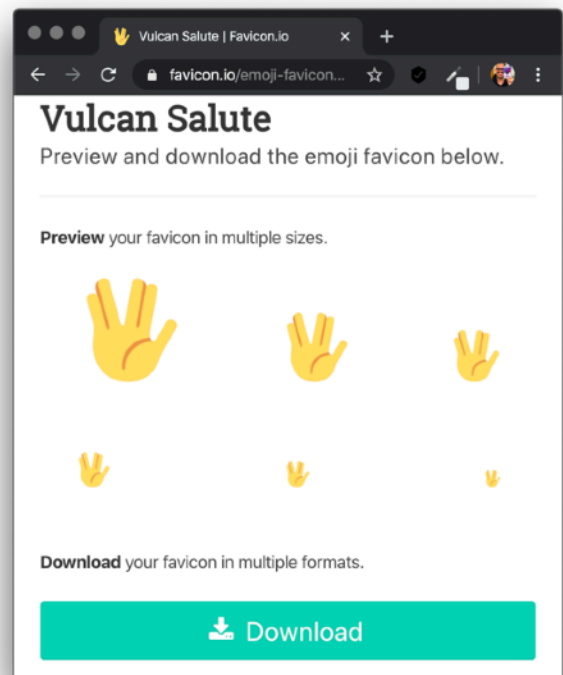 Vulcan Salute | Favicon.io
favicon.io/emoji-favicon...
Vulcan Salute
Preview and download the emoji favicon below.
Preview your favicon in multiple sizes.
Download your favicon in multiple formats.
Download